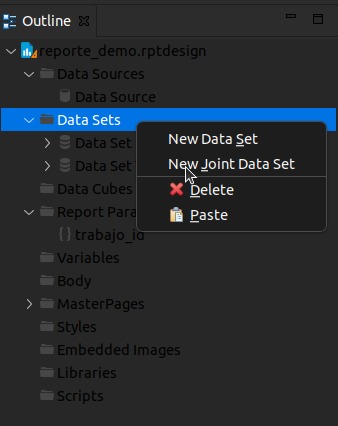 Outline
reporte_demo.rptdesign
Data Sources
Data Source
Data Sets
Data Set
Data Set
Data Cubes
Report Para
trabajo_id
Variables
Body
MasterPages
Styles
Embedded Images
Libraries
Scripts
New Data Set
New Joint Data Set
Delete
Paste